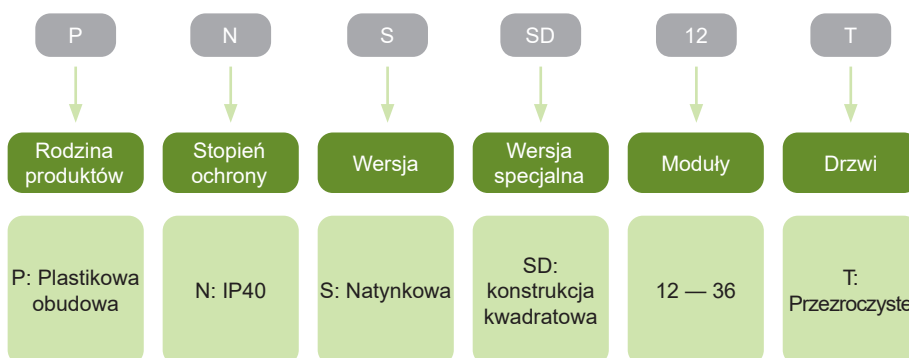 P N S SD 12 T
Rodzina produktów
Stopień ochrony
Wersja
Wersja specjalna
Moduły
Drzwi
P: Plastikowa
obudowa
N: IP40
S: Natynkowa
SD:
konstrukcja
kwadratowa
12 — 36
T:
Przezroczyste